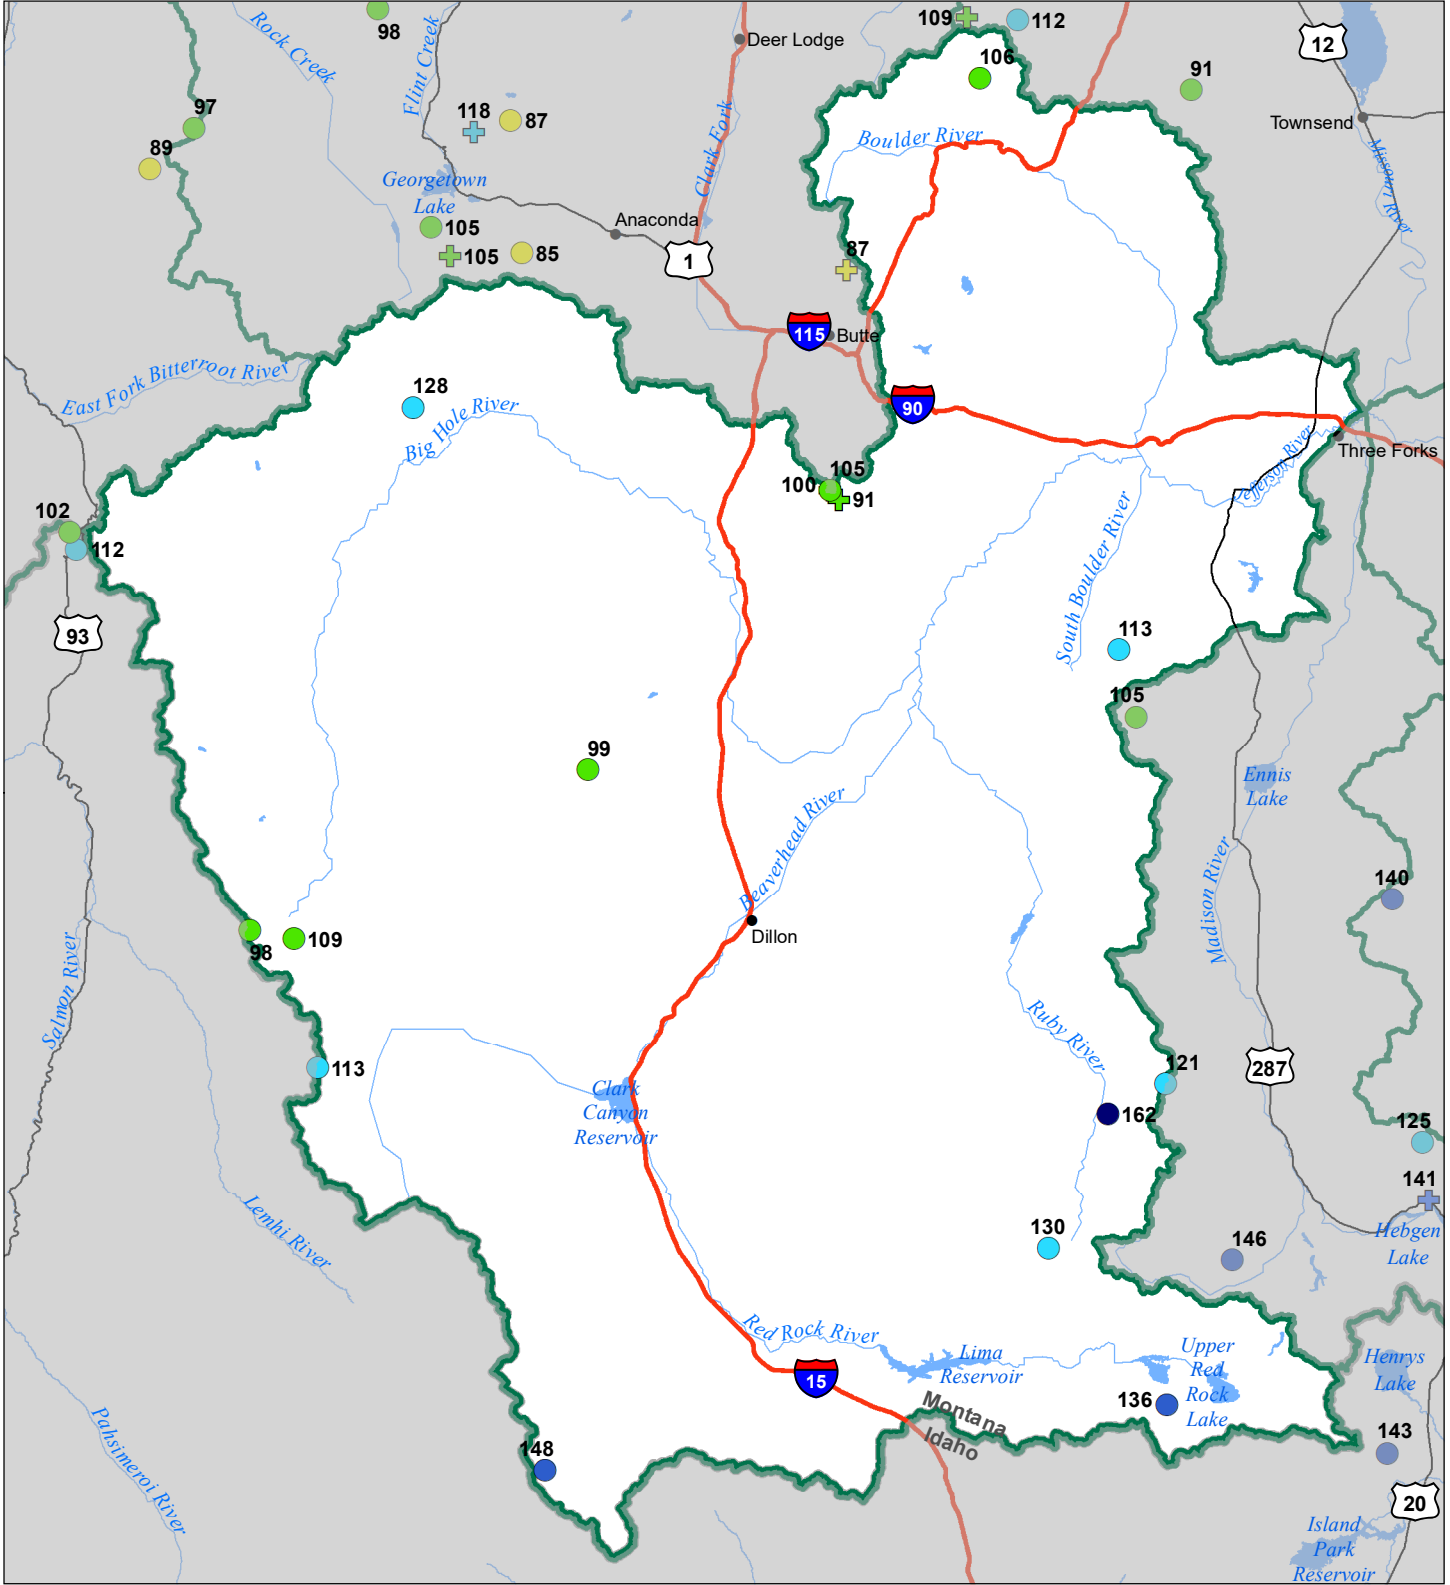 98
Rock Creek
Flint Creek
Deer Lodge
109
112
12
106
91
97
118
87
Townsend
89
Boulder River
Clark Fork
Missouri River
Georgetown
Lake
105
Anaconda
105
85
1
87
115
Butte
East Fork Bitterroot River
128
90
Big Hole River
Three Forks
105
100
91
efferson River
102
112
South Boulder River
93
113
105
99
Ennis
Lake
Beaverhead River
Madison River
140
98
109
Dillon
Salmon River
Ruby River
113
121
287
Clark
Canyon
Reservoir
162
125
141
Lemhi River
130
146
Hebgen
Lake
Red Rock River
Lima
Reservoir
Upper
Red
Rock
Lake
Henrys
Lake
15
136
Montana
Idaho
143
148
Pahsimeroi River
20
Island
Park
Reservoir